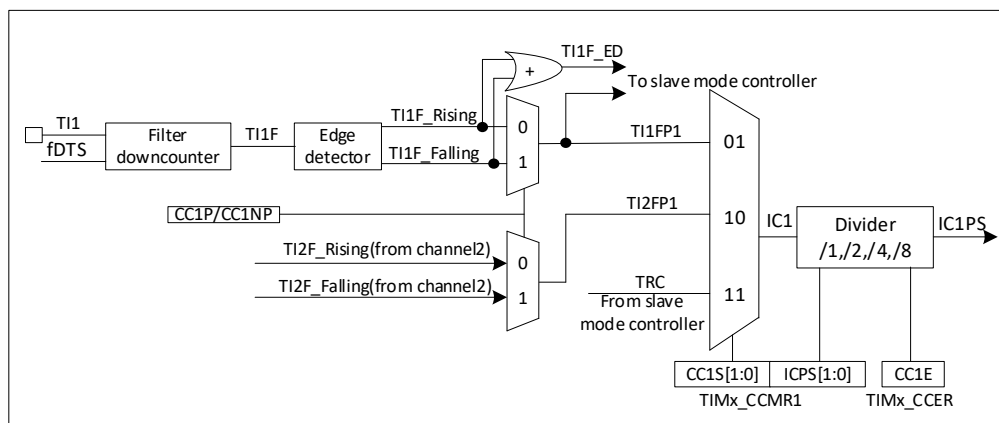 TI1F_ED
+
To slave mode controller
TI1
fDTS
Filter
downcounter
TI1F
Edge
detector
TI1F_Rising
TI1F_Falling
0
1
TI1FP1
01
CC1P/CC1NP
TI2FP1
10
IC1
Divider
/1,/2,/4,/8
IC1PS
TI2F_Rising(from channel2)
TI2F_Falling(from channel2)
0
1
TRC
From slave
mode controller
11
CC1S[1:0]
ICPS[1:0]
CC1E
TIMx_CCMR1
TIMx_CCER